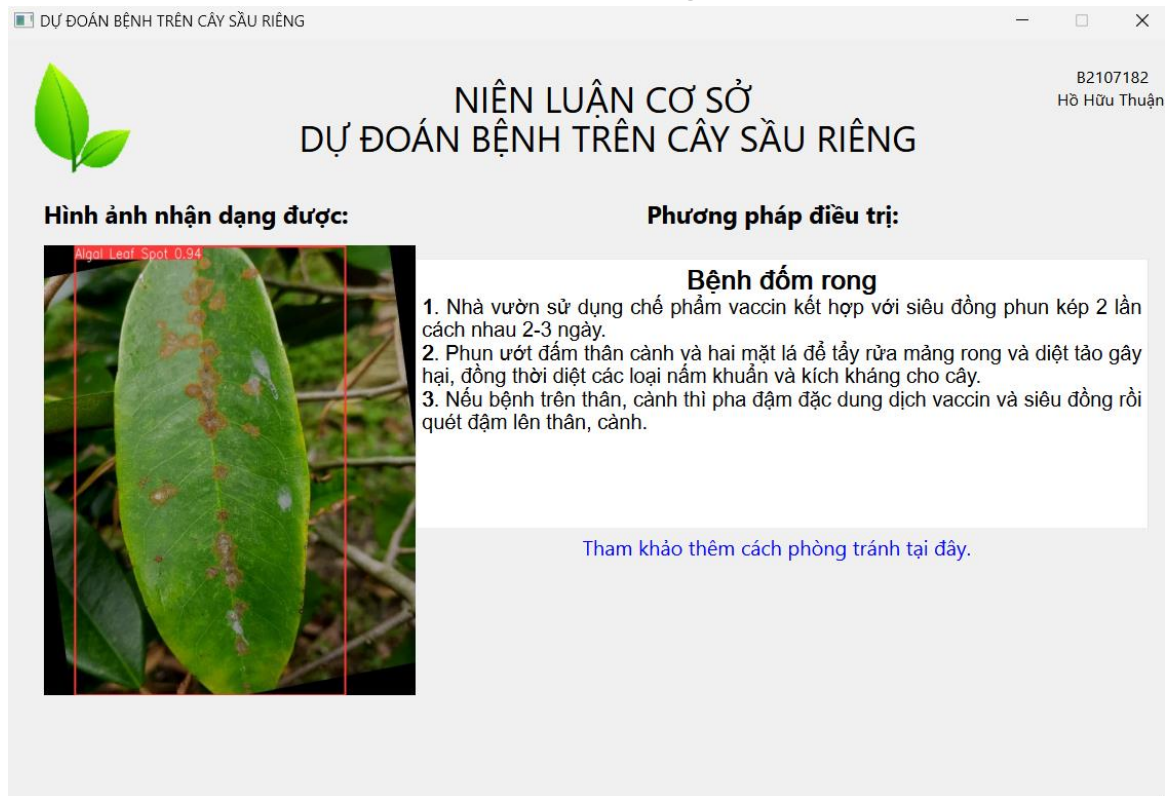 DỰ ĐOÁN BỆNH TRÊN CÂY SẦU RIÊNG
B2107182
Hồ Hữu Thuận
NIÊN LUẬN CƠ SỞ
DỰ ĐOÁN BỆNH TRÊN CÂY SẦU RIÊNG
Hình ảnh nhận dạng được:
Phương pháp điều trị:
Algal Leaf Spot 0.94
Bệnh đốm rong
1. Nhà vườn sử dụng chế phẩm vaccin kết hợp với siêu đồng phun kép 2 lần
cách nhau 2-3 ngày.
2. Phun ướt đẫm thân cành và hai mặt lá để tẩy rửa mảng rong và diệt tảo gây
hại, đồng thời diệt các loại nấm khuẩn và kích kháng cho cây.
3. Nếu bệnh trên thân, cành thì pha đậm đặc dung dịch vaccin và siêu đồng rồi
quét đậm lên thân, cành.
Tham khảo thêm cách phòng tránh tại đây.